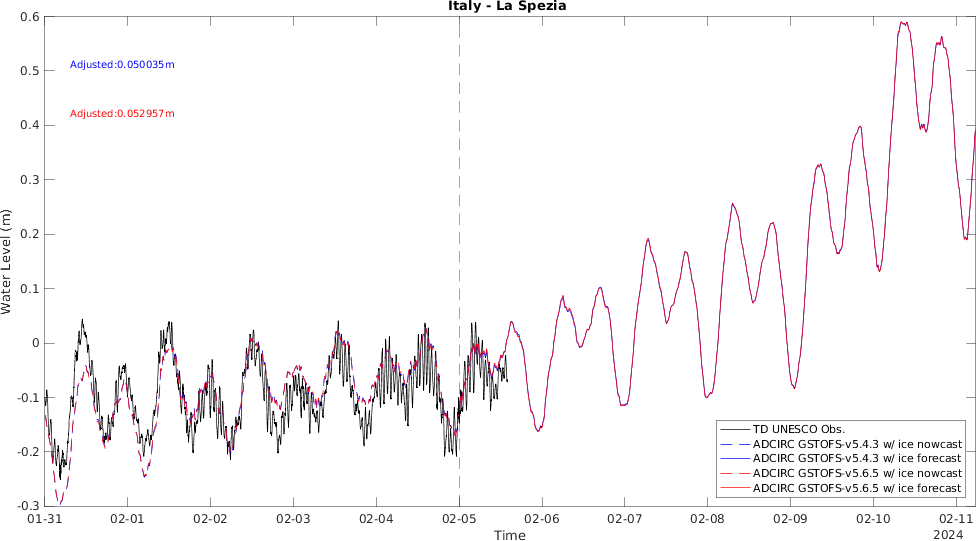 Italy - La Spezia
Adjusted:0.050035m
Adjusted:0.052957m
Water Level (m)
0.6
0.5
0.4
0.3
0.2
0.1
0
-0.1
-0.2
-0.3
TD UNESCO Obs.
ADCIRC GSTOFS-v5.4.3 w/ ice nowcast
ADCIRC GSTOFS-v5.4.3 w/ ice forecast
ADCIRC GSTOFS-v5.6.5 w/ ice nowcast
ADCIRC GSTOFS-v5.6.5 w/ ice forecast
01-31 02-01 02-02 02-03 02-04 02-05 02-06 02-07 02-08 02-09 02-10 02-11
Time
2024